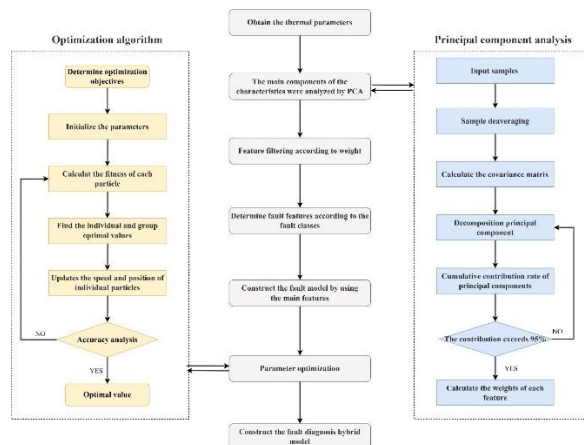 Optimization algorithm
Determine optimization
objectives
Initialize the parameters
Calculat the fitness of each
particle
Find the individual and group
optimal values
Updates the speed and position of
individual particles
NO
Accuracy analysis
YES
Optimal value
Obtain the thermal parameters
The main components of the
characteristics were analyzed by PCA
Feature filtering according to weight
Determine fault features according to the
fault classes
Construct the fault model by using
the main features
Parameter optimization
Construct the fault diagnosis hybrid
model
Principal component analysis
Input samples
Sample deaveraging
Calculate the covariance matrix
Decomposition principal
component
Cumulative contribution rate of
principal components
The contribution exceeds 95%
NO
YES
Calculate the weights of each
feature